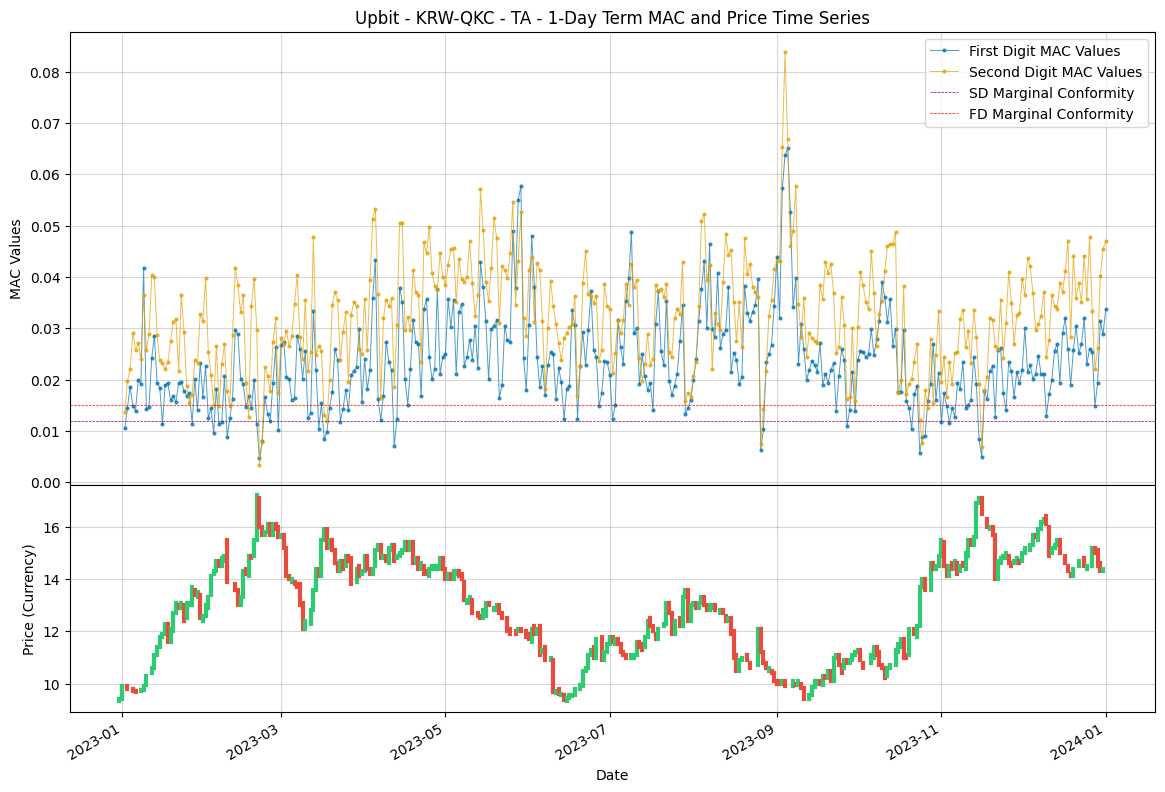 Upbit - KRW-QKC - TA - 1-Day Term MAC and Price Time Series
First Digit MAC Values
Second Digit MAC Values
SD Marginal Conformity
FD Marginal Conformity
MAC Values
0.08
0.07
0.06
0.05
0.04
0.03
0.02
0.01
0.00
Price (Currency)
16
14
12
10
2023-01
2023-03
2023-05
2023-07
2023-09
2023-11
2024-01
Date